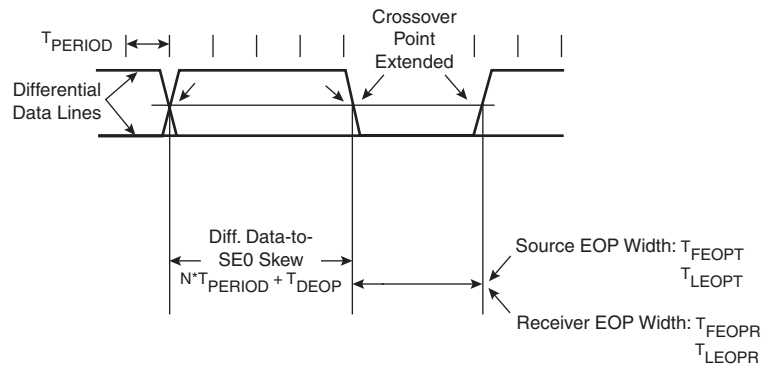 TPERIOD
Crossover
Point
Extended
Differential
Data Lines
Diff. Data-to-
SE0 Skew
N*TPERIOD + TDEOP
Source EOP Width: TFEOPT
TLEOPT
Receiver EOP Width: TFEOPR
TLEOPR